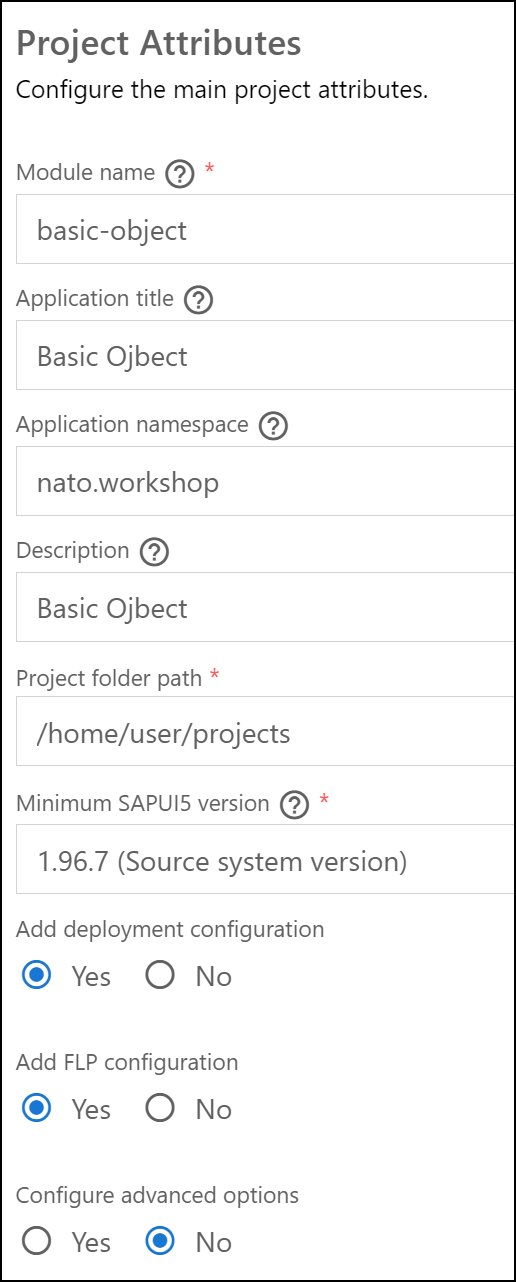 Project Attributes
Configure the main project attributes.
Module name ? *
basic-object
Application title ?
Basic Ojbect
Application namespace ?
nato.workshop
Description ?
Basic Ojbect
Project folder path *
/home/user/projects
Minimum SAPUI5 version ? *
1.96.7 (Source system version)
Add deployment configuration
Yes No
Add FLP configuration
Yes No
Configure advanced options
Yes No